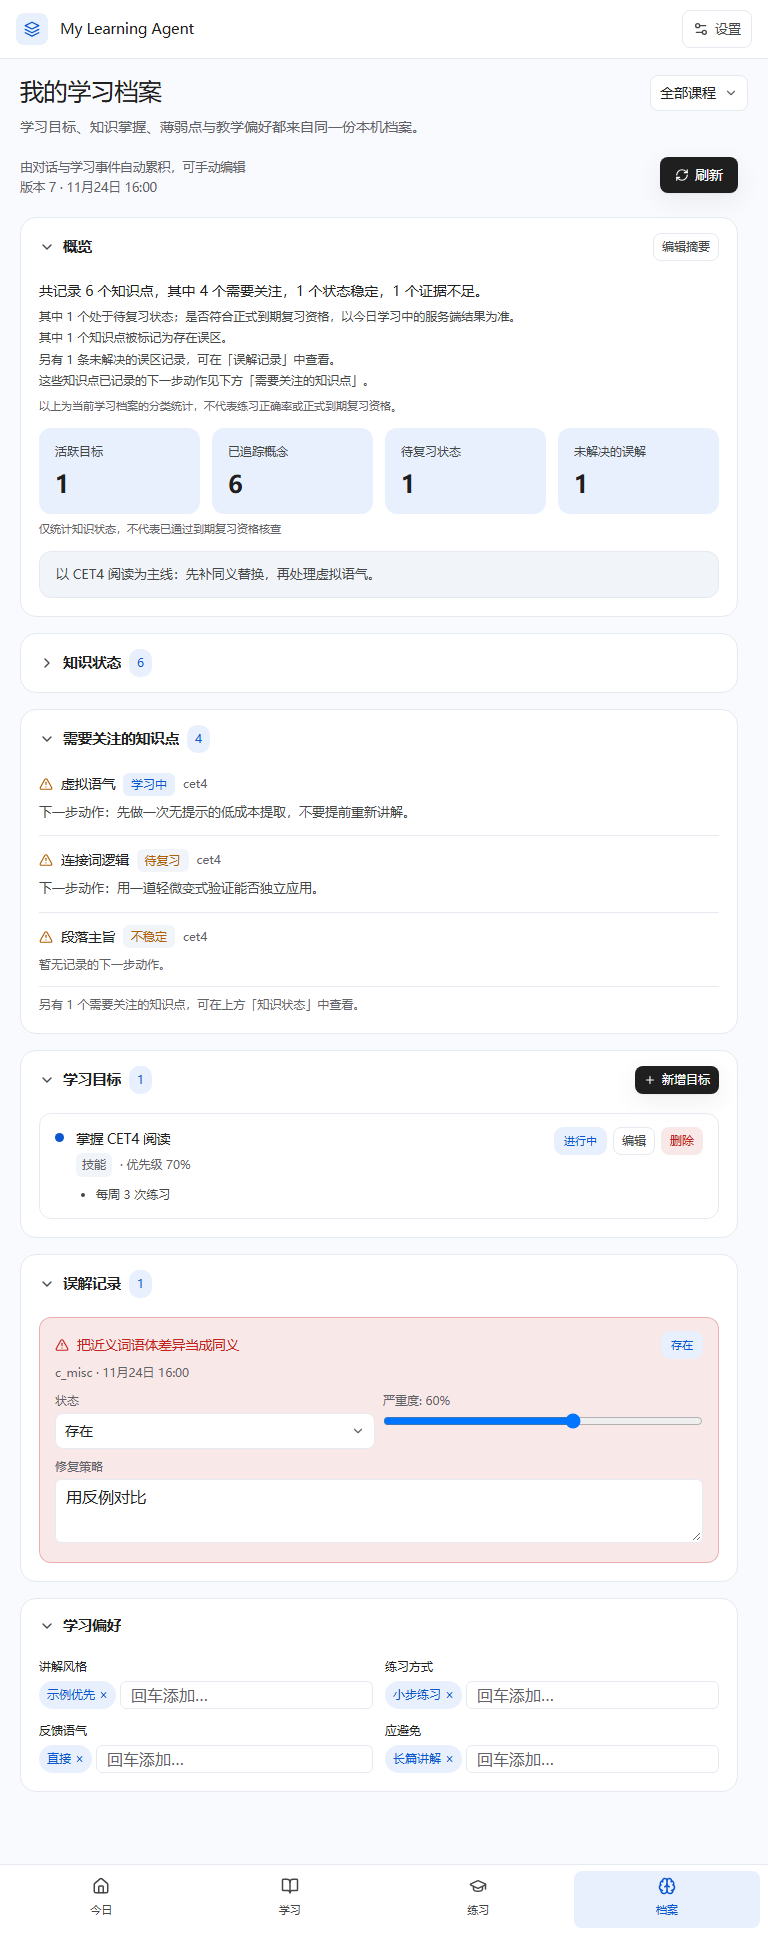 My Learning Agent
设置
我的学习档案
全部课程
学习目标、知识掌握、薄弱点与教学偏好都来自同一份本机档案。
由对话与学习事件自动累积，可手动编辑
版本 7 · 11月24日 16:00
刷新
概览
编辑摘要
共记录 6 个知识点，其中 4 个需要关注，1 个状态稳定，1 个证据不足。
其中 1 个处于待复习状态；是否符合正式到期复习资格，以今日学习中的服务端结果为准。
其中 1 个知识点被标记为存在误区。
另有 1 条未解决的误区记录，可在「误解记录」中查看。
这些知识点已记录的下一步动作见下方「需要关注的知识点」。
以上为当前学习档案的分类统计，不代表练习正确率或正式到期复习资格。
活跃目标
1
已追踪概念
6
待复习状态
1
未解决的误解
1
仅统计知识状态，不代表已通过到期复习资格核查
以 CET4 阅读为主线：先补同义替换，再处理虚拟语气。
知识状态 6
需要关注的知识点 4
虚拟语气 学习中 cet4
下一步动作：先做一次无提示的低成本提取，不要提前重新讲解。
连接词逻辑 待复习 cet4
下一步动作：用一道轻微变式验证能否独立应用。
段落主旨 不稳定 cet4
暂无记录的下一步动作。
另有 1 个需要关注的知识点，可在上方「知识状态」中查看。
学习目标 1
+ 新增目标
掌握 CET4 阅读
进行中 编辑 删除
技能 · 优先级 70%
• 每周 3 次练习
误解记录 1
把近义词语体差异当成同义
存在
c_misc · 11月24日 16:00
状态
存在
严重度: 60%
修复策略
用反例对比
学习偏好
讲解风格
示例优先 × 回车添加...
练习方式
小步练习 × 回车添加...
反馈语气
直接 × 回车添加...
应避免
长篇讲解 × 回车添加...
今日
学习
练习
档案